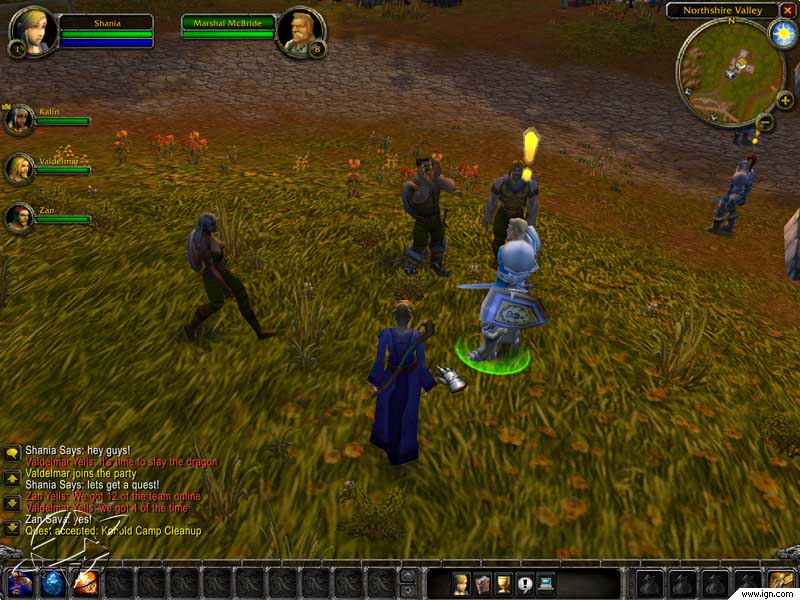 Shania
Marshal McBride
Northshire Valley
N
1
8
Kalin
Valdelmar
Zan
Shania Says: hey guys!
Valdelmar Yells: It's time to slay the dragon
Valdelmar joins the party
Shania Says: lets get a quest!
Zan Yells: We got 12 of the team online
Valdelmar Yells: we got 4 of the time
Zan Says: yes!
Quest accepted: Kobold Camp Cleanup
www.ign.com